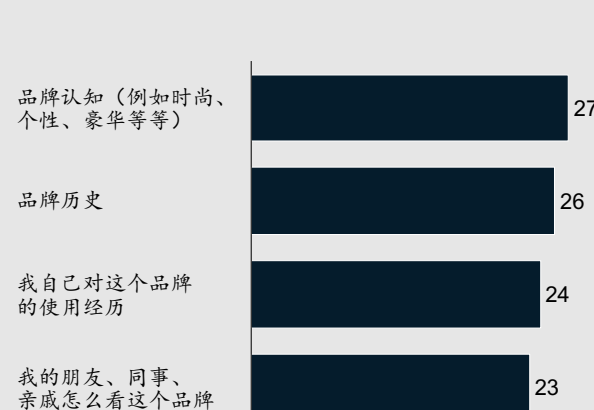 品牌认知（例如时尚、
个性、豪华等等）
27
品牌历史
26
我自己对这个品牌
的使用经历
24
我的朋友、同事、
亲戚怎么看这个品牌
23